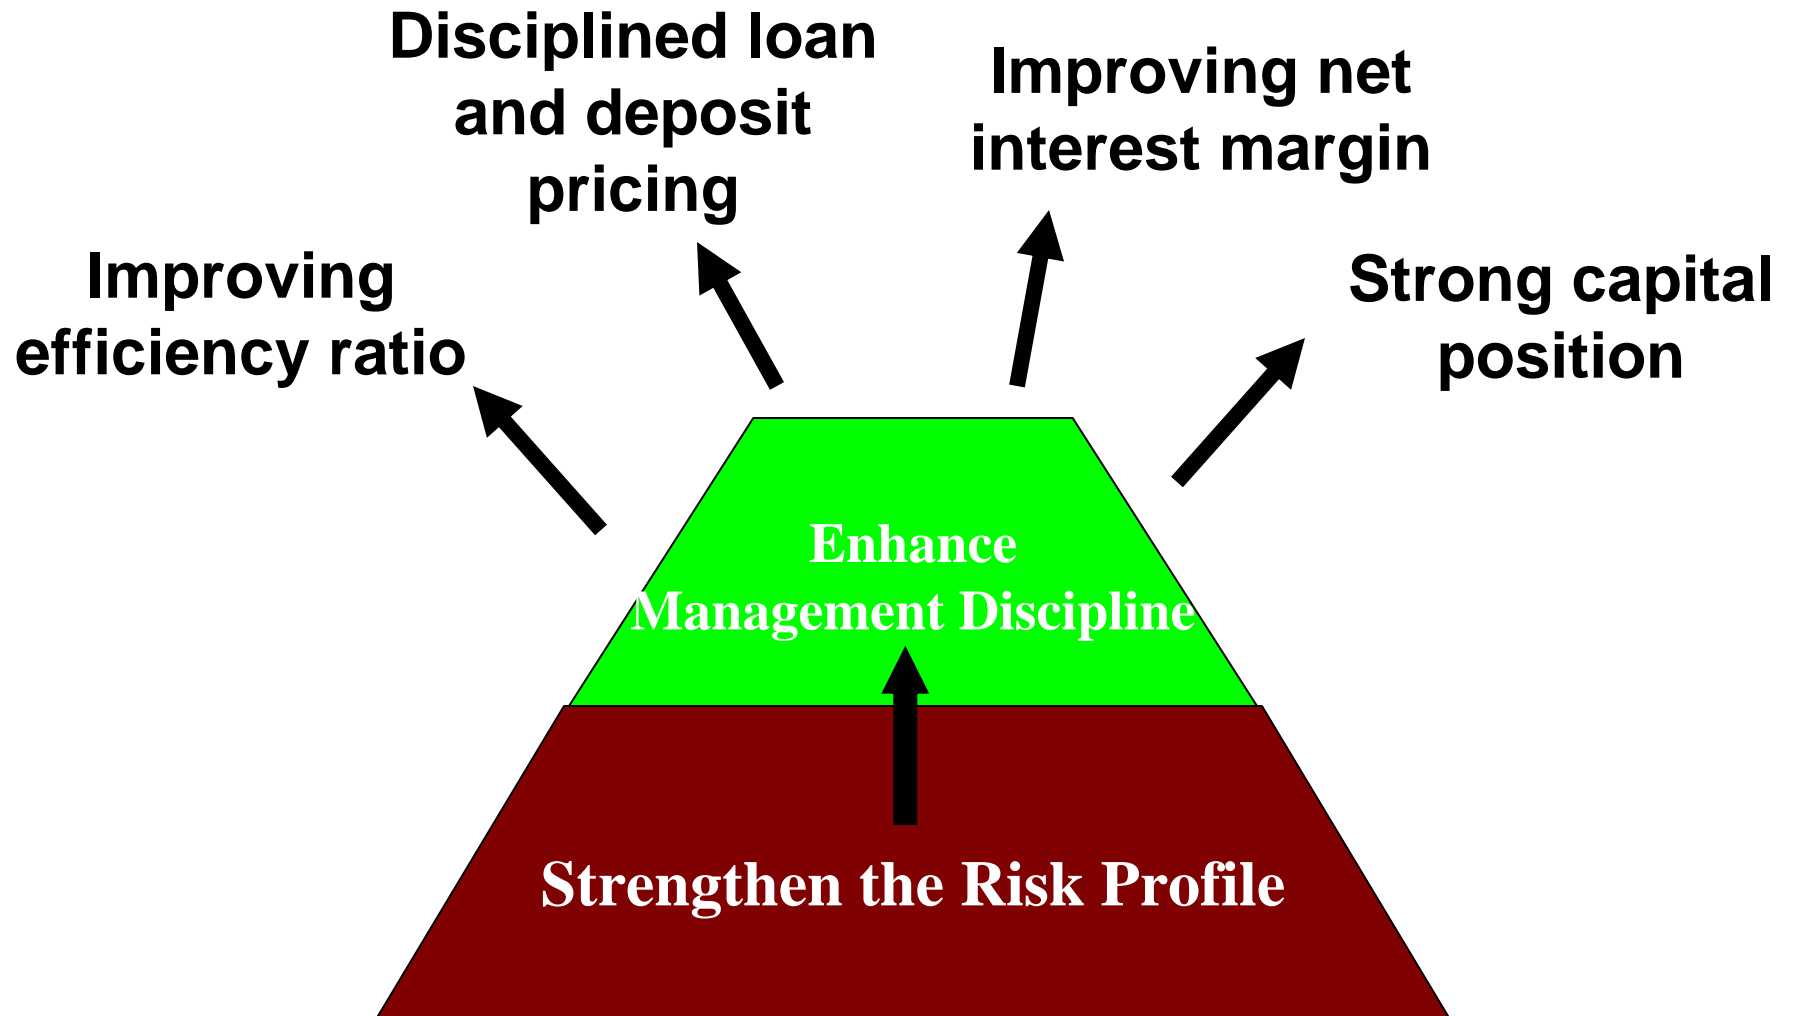 Disciplined loan
and deposit
pricing
Improving net
interest margin
Improving
efficiency ratio
Strong capital
position
Enhance
Management Discipline
Strengthen the Risk Profile